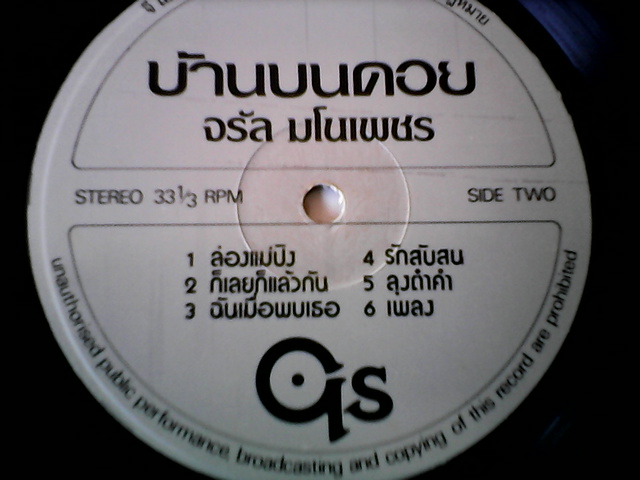 บ้านบนดอย
จรัล มโนเพชร
STEREO 33 1/3 RPM
SIDE TWO
1 ล่องแม่ปิง
2 ก็เลยก็แล้วกัน
3 ฉันเมื่อพบเธอ
4 รักสับสน
5 ลุงดำคำ
6 เพลง
unauthorised public performance, broadcasting and copying of this record are prohibited